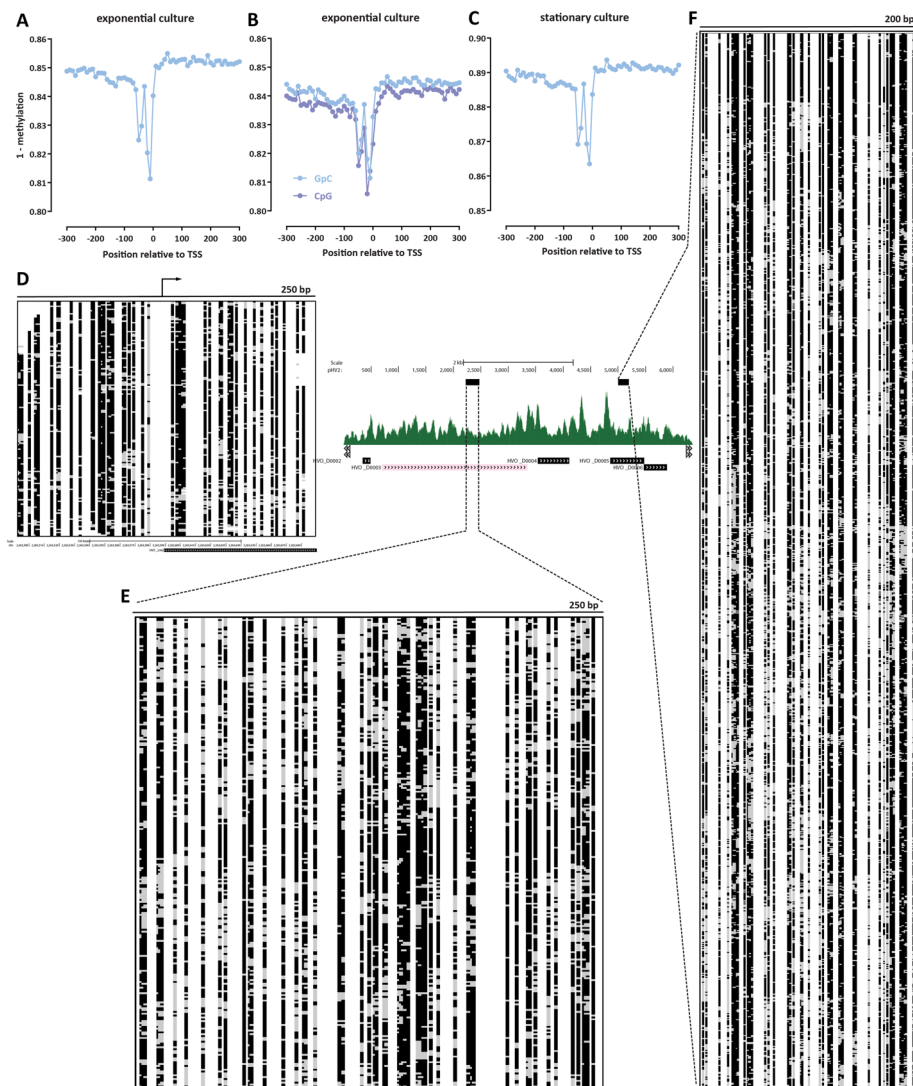 A
exponential culture
1 - methylation
0.86
0.85
0.84
0.83
0.82
0.81
0.80
-300 -200 -100 0 100 200 300
Position relative to TSS
B
exponential culture
0.86
0.85
0.84
0.83
0.82
0.81
0.80
GpC
CpG
-300 -200 -100 0 100 200 300
Position relative to TSS
C
stationary culture
0.90
0.89
0.88
0.87
0.86
0.85
-300 -200 -100 0 100 200 300
Position relative to TSS
F
200 bp
D
250 bp
Scale
2 kb
pHV2:
500 1,000 1,500 2,000 2,500 3,000 3,500 4,000 4,500 5,000 5,500 6,000
HVO_D0002
HVO_D0003
HVO_D0004
HVO_D0005
HVO_D0006
E
250 bp